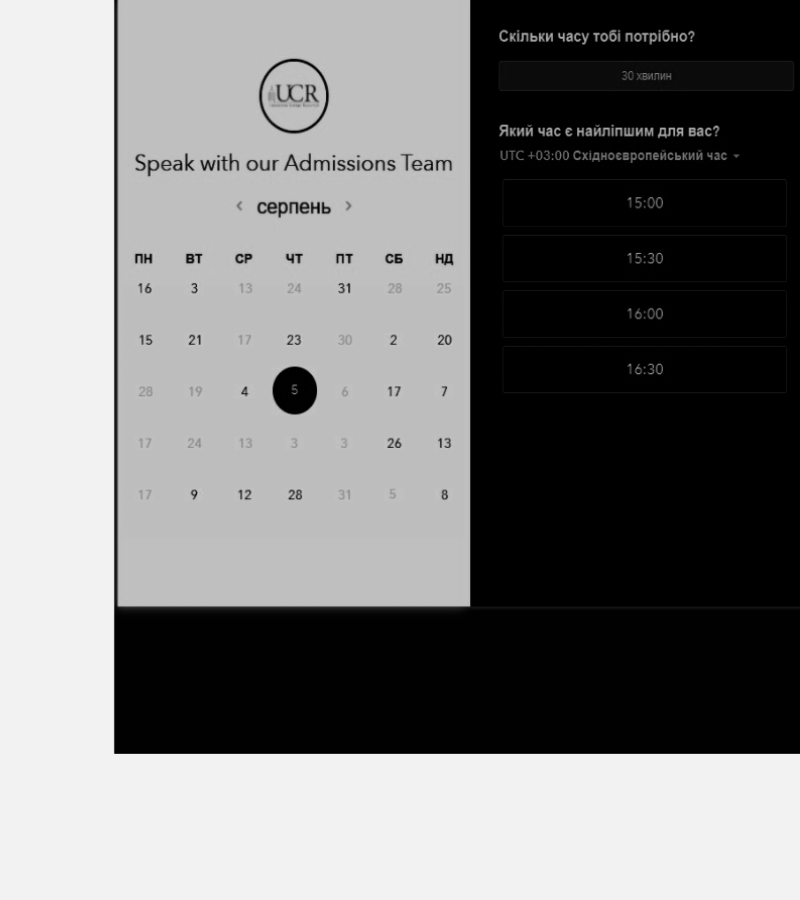 UCR
Speak with our Admissions Team
серпень
ПН ВТ СР ЧТ ПТ СБ НД
16 3 13 24 31 28 25
15 21 17 23 30 2 20
28 19 4 5 6 17 7
17 24 13 3 3 26 13
17 9 12 28 31 5 8
Скільки часу тобі потрібно?
30 хвилин
Який час є найліпшим для вас?
UTC +03:00 Східноєвропейський час
15:00
15:30
16:00
16:30